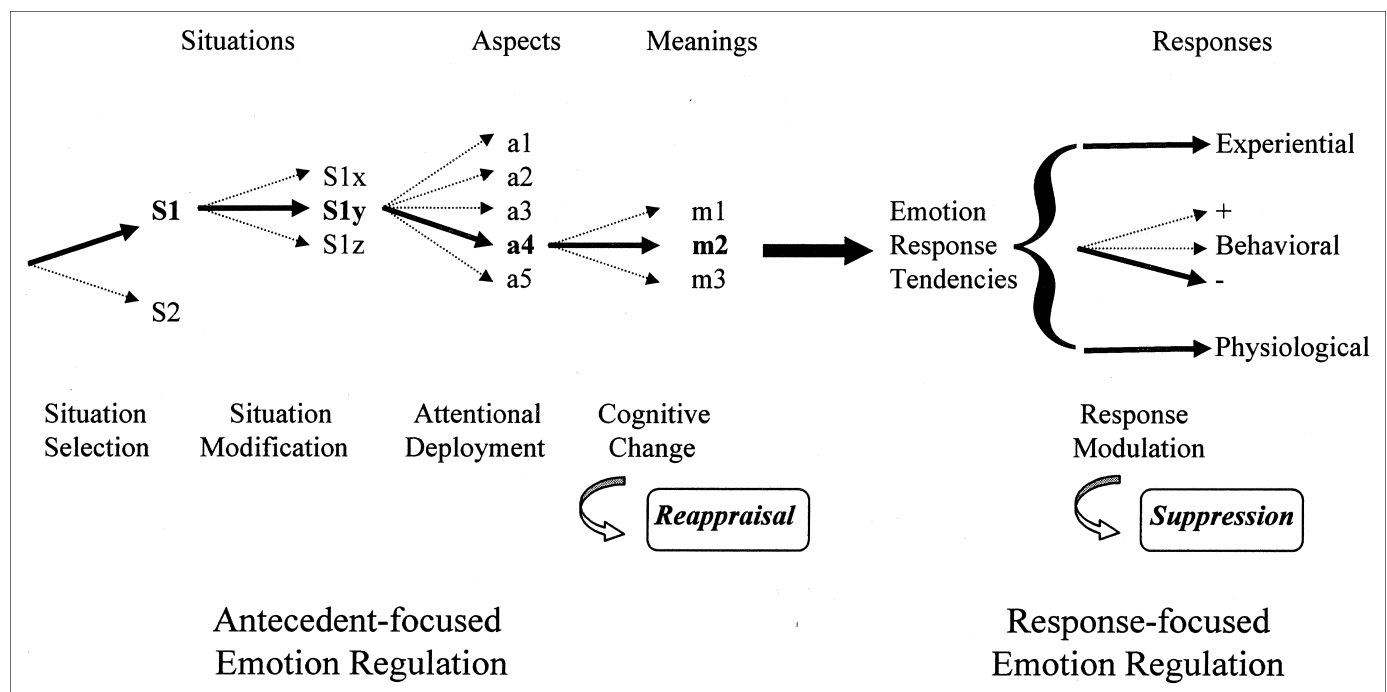 Situations
Aspects
Meanings
Responses
a1
a2
a3
a4
a5
S1x
S1y
S1z
S1
S2
m1
m2
m3
Emotion
Response
Tendencies
Experiential
+
Behavioral
-
Physiological
Situation
Selection
Situation
Modification
Attentional
Deployment
Cognitive
Change
Response
Modulation
Reappraisal
Suppression
Antecedent-focused
Emotion Regulation
Response-focused
Emotion Regulation